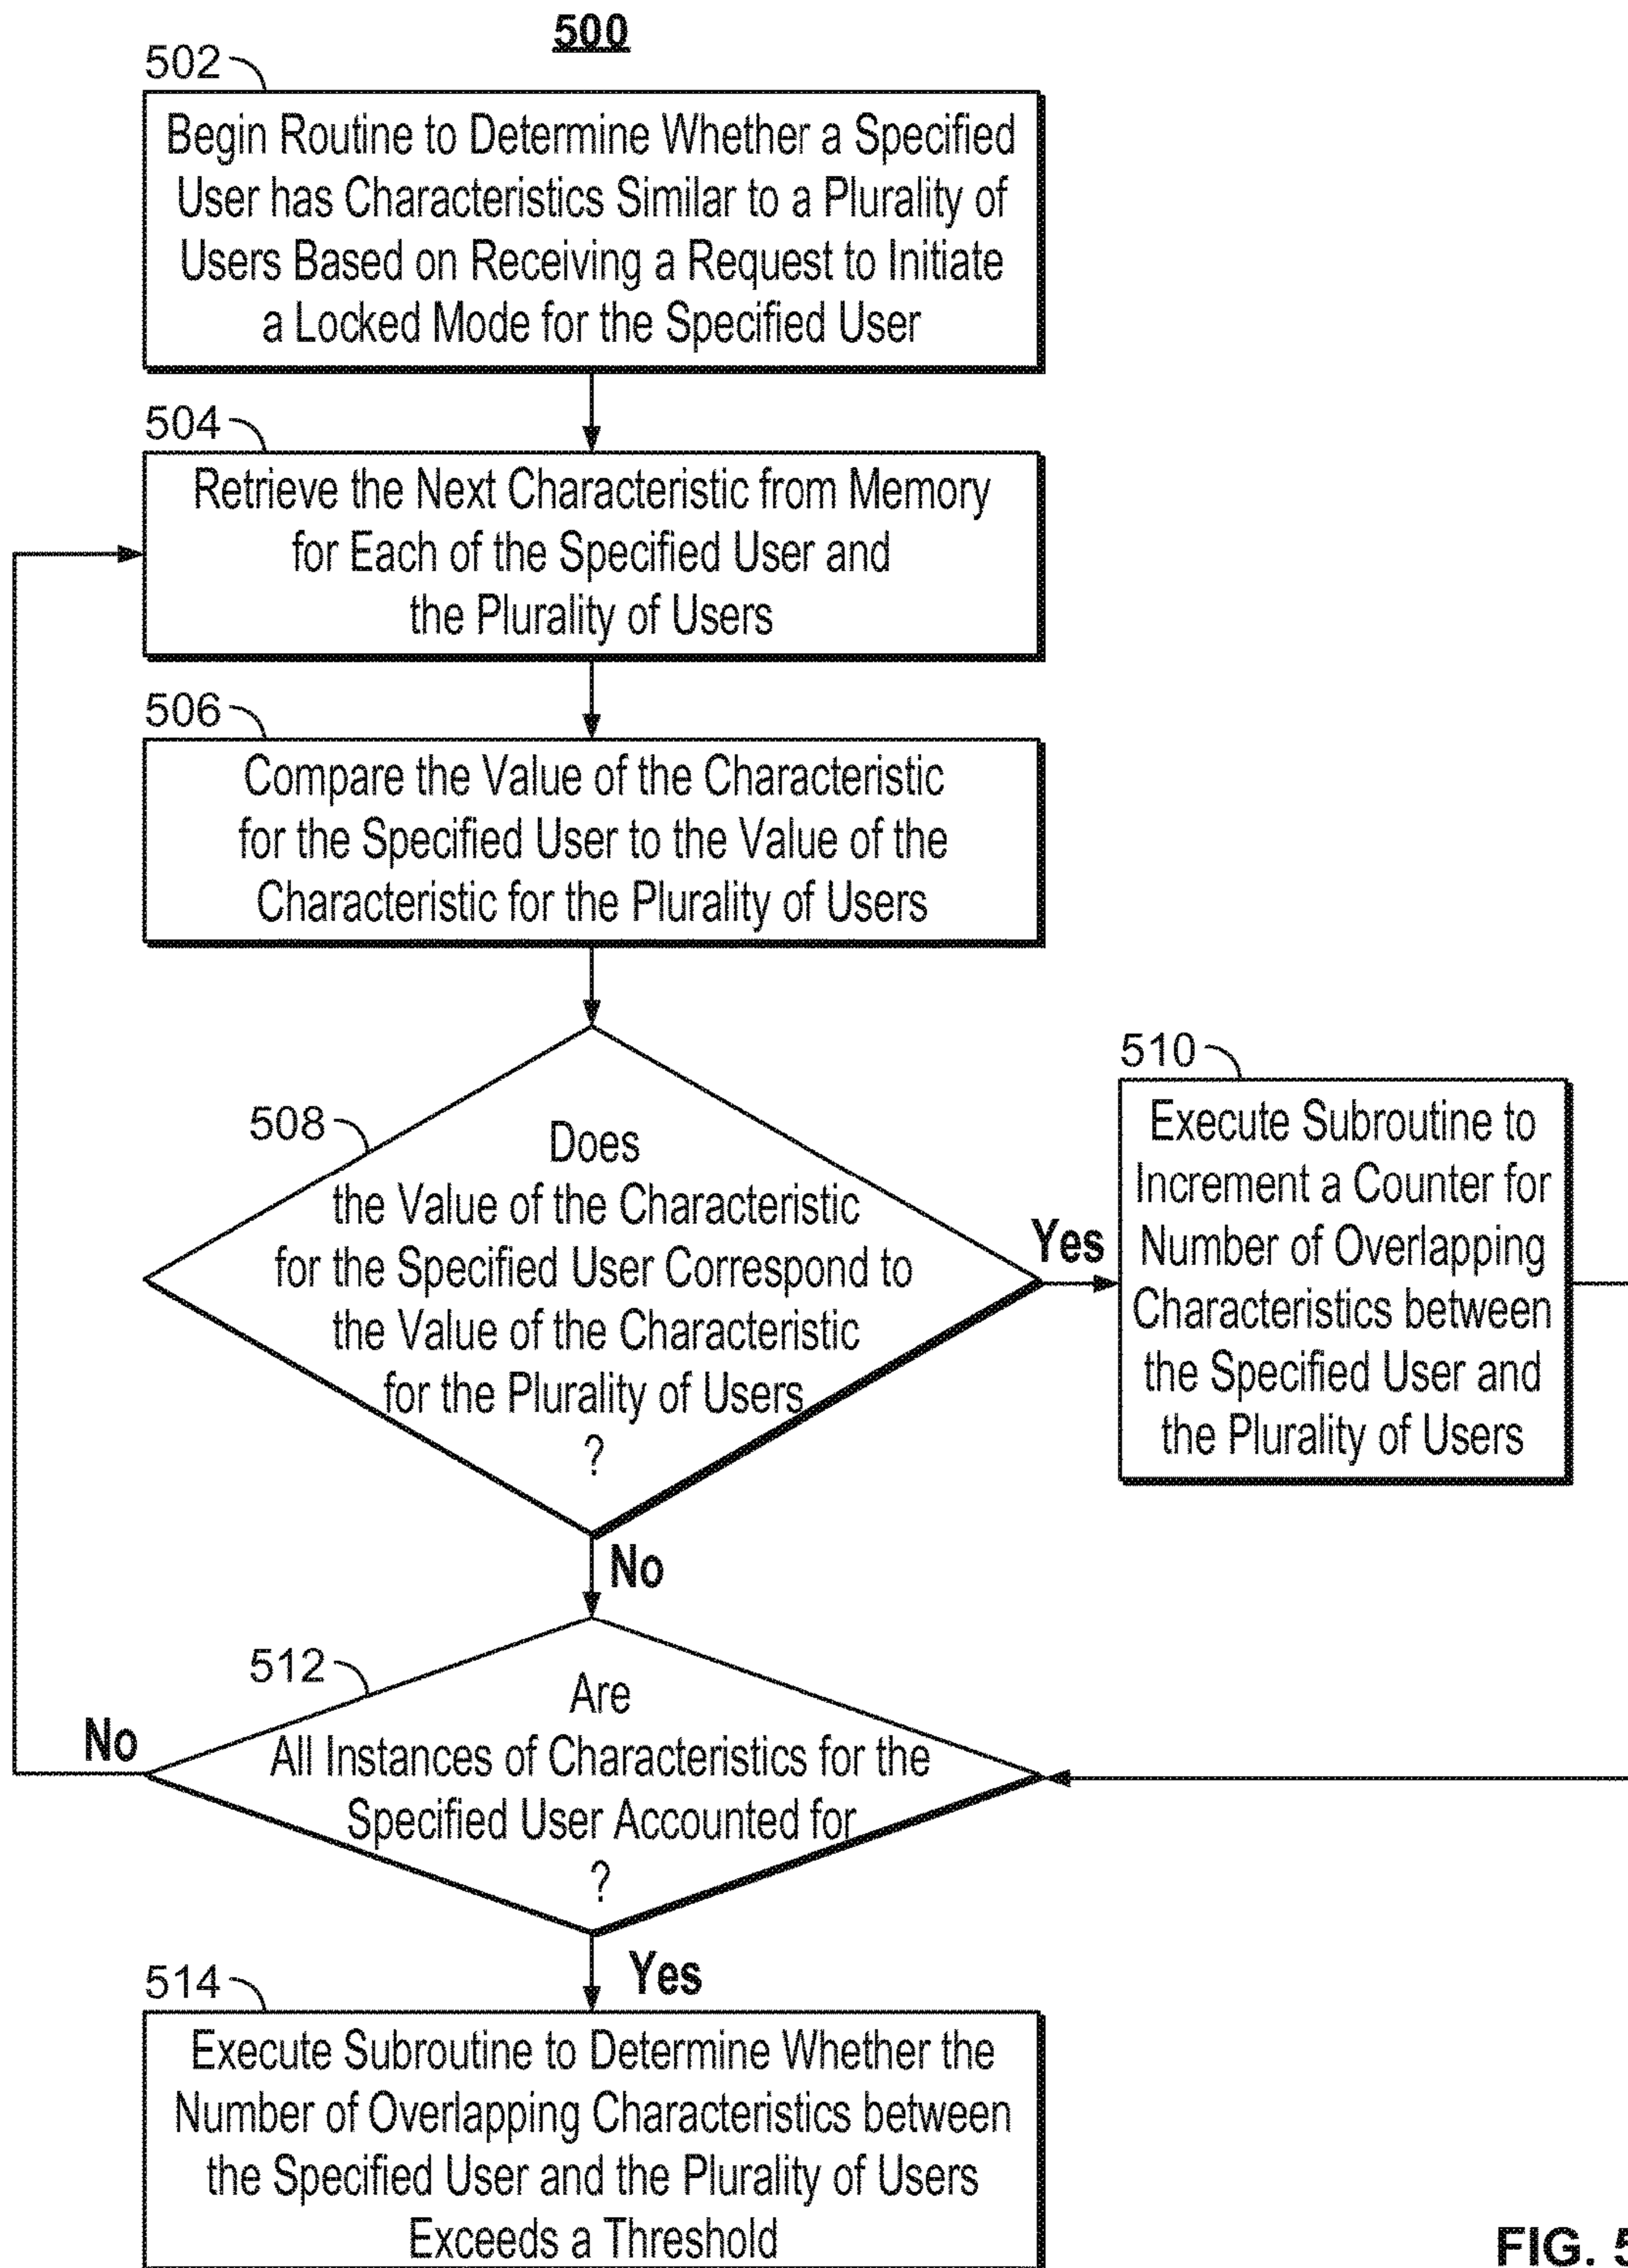 500
502
Begin Routine to Determine Whether a Specified
User has Characteristics Similar to a Plurality of
Users Based on Receiving a Request to Initiate
a Locked Mode for the Specified User
504
Retrieve the Next Characteristic from Memory
for Each of the Specified User and
the Plurality of Users
506
Compare the Value of the Characteristic
for the Specified User to the Value of the
Characteristic for the Plurality of Users
508
Does
the Value of the Characteristic
for the Specified User Correspond to
the Value of the Characteristic
for the Plurality of Users
?
Yes
510
Execute Subroutine to
Increment a Counter for
Number of Overlapping
Characteristics between
the Specified User and
the Plurality of Users
No
512
Are
All Instances of Characteristics for the
Specified User Accounted for
?
No
Yes
514
Execute Subroutine to Determine Whether the
Number of Overlapping Characteristics between
the Specified User and the Plurality of Users
Exceeds a Threshold
FIG. 5